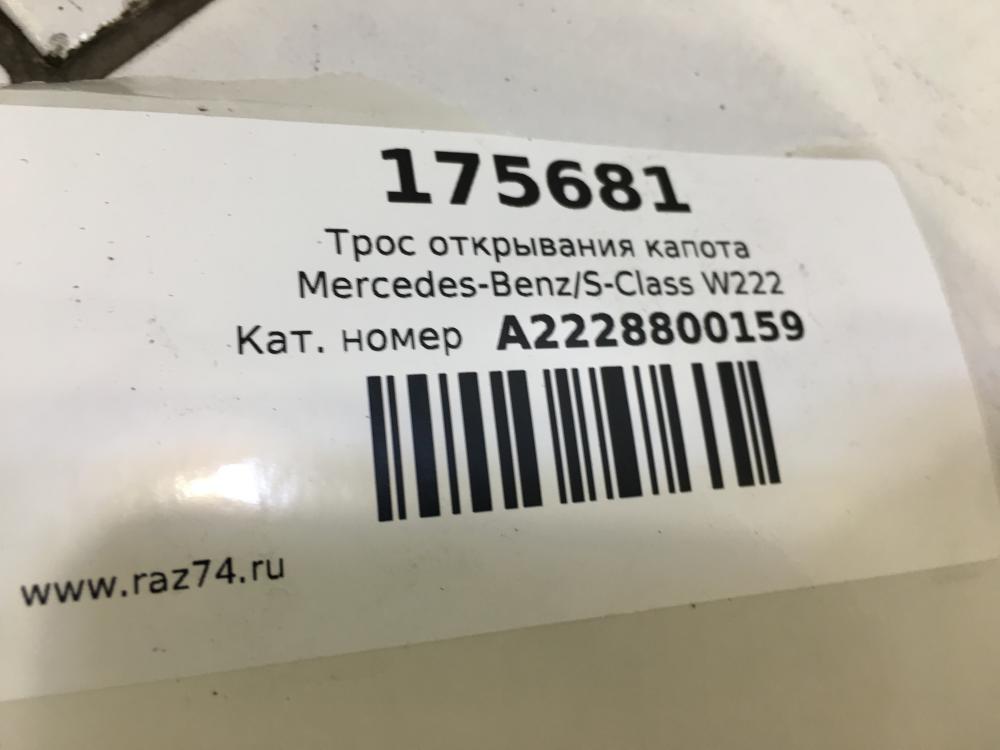 175681
Трос открывания капота
Mercedes-Benz/S-Class W222
Кат. номер A2228800159
www.raz74.ru